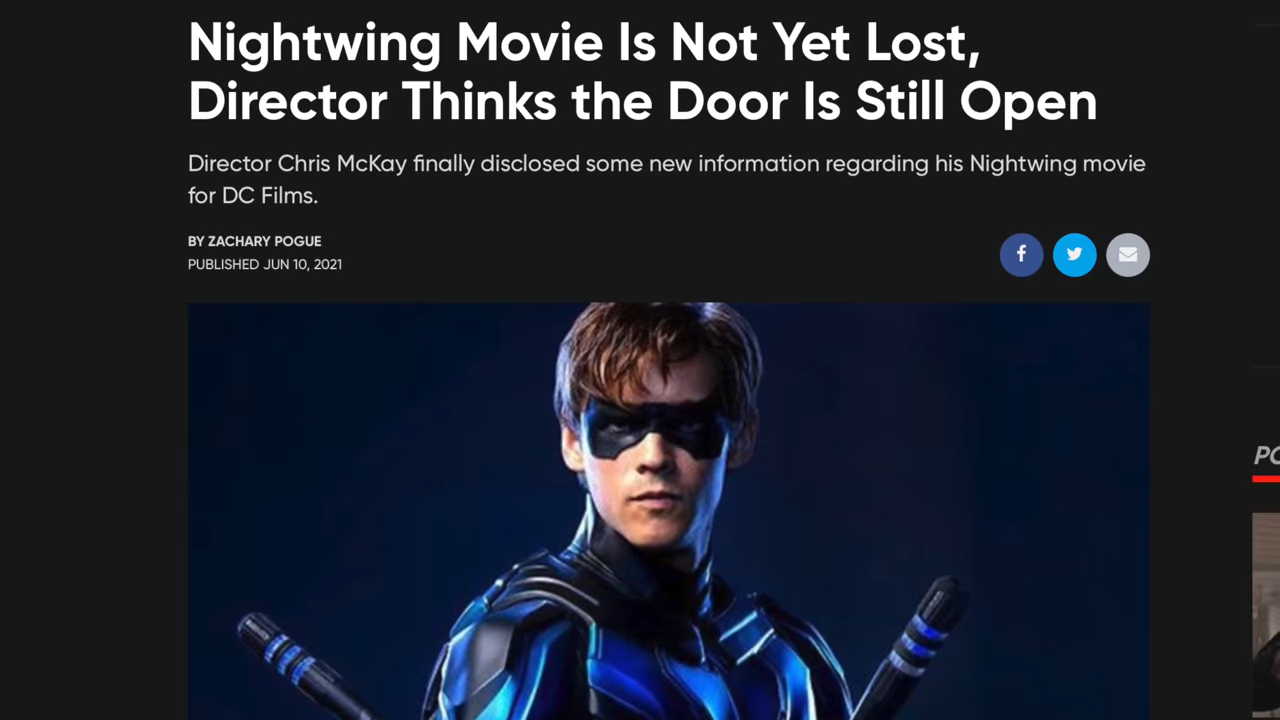 Nightwing Movie Is Not Yet Lost,
Director Thinks the Door Is Still Open
Director Chris McKay finally disclosed some new information regarding his Nightwing movie
for DC Films.
BY ZACHARY POGUE
PUBLISHED JUN 10, 2021